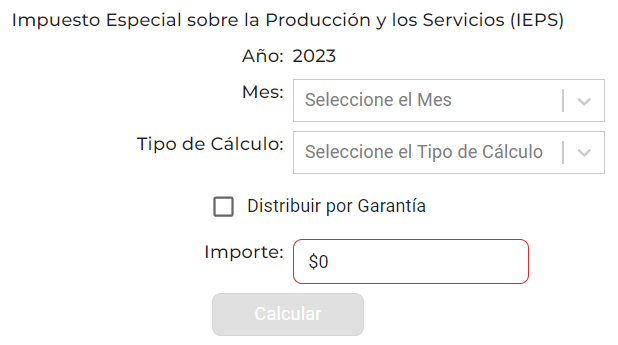 Impuesto Especial sobre la Producción y los Servicios (IEPS)
Año: 2023
Mes: Seleccione el Mes
Tipo de Cálculo: Seleccione el Tipo de Cálculo
Distribuir por Garantía
Importe: $0
Calcular